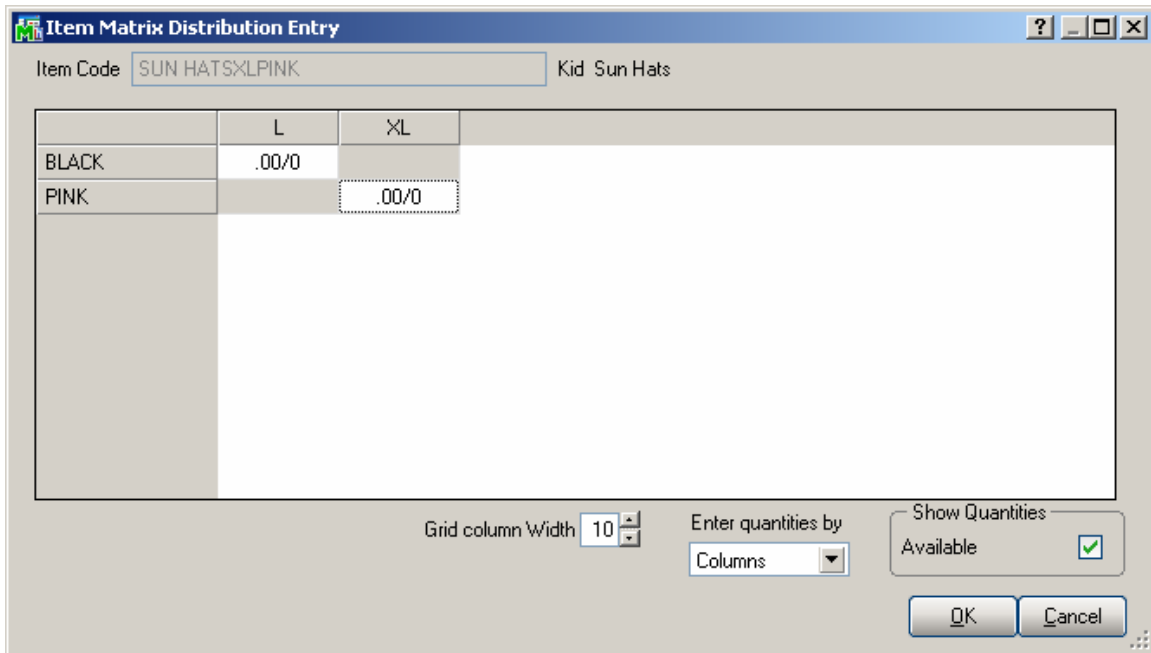 Item Matrix Distribution Entry
Item Code SUN HATSXLPINK Kid Sun Hats
L XL
BLACK .00/0
PINK .00/0
Grid column Width 10 Enter quantities by Show Quantities
Columns Available
OK Cancel